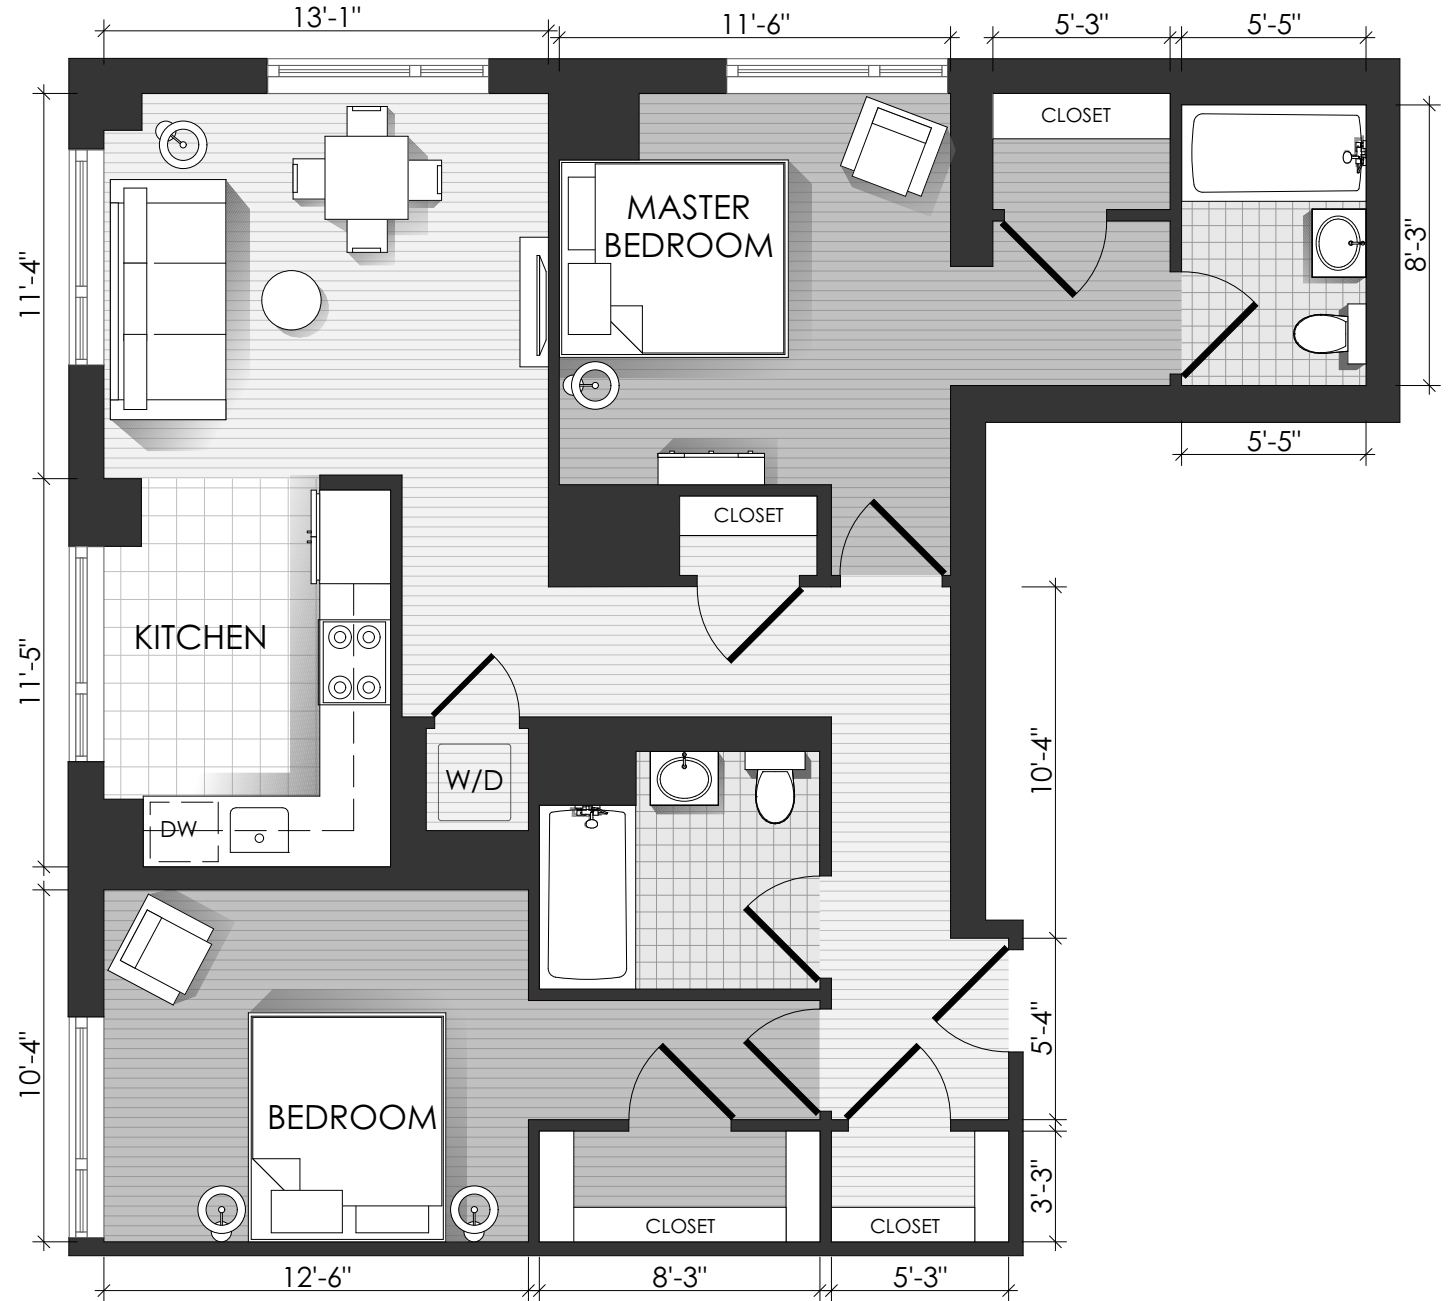 13'-1"
11'-6"
5'-3"
5'-5"
CLOSET
MASTER
BEDROOM
11'-4"
8'-3"
5'-5"
CLOSET
KITCHEN
11'-5"
10'-4"
W/D
DW
10'-4"
5'-4"
BEDROOM
3'-3"
CLOSET
CLOSET
12'-6"
8'-3"
5'-3"